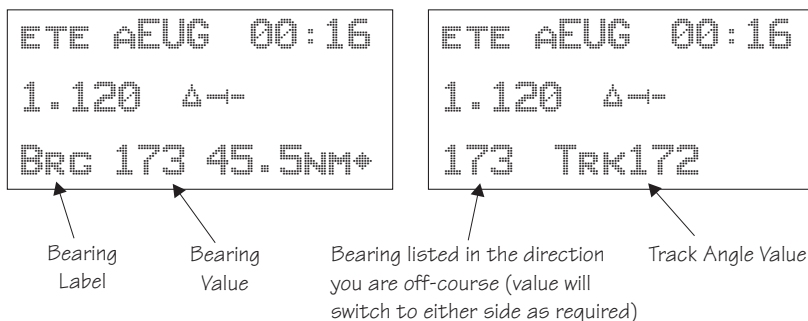 ETE AEUG 00:16
1.120
BRG 173 45.5NM
Bearing
Label
Bearing
Value
ETE AEUG 00:16
1.120
173 TRK172
Bearing listed in the direction
you are off-course (value will
switch to either side as required)
Track Angle Value